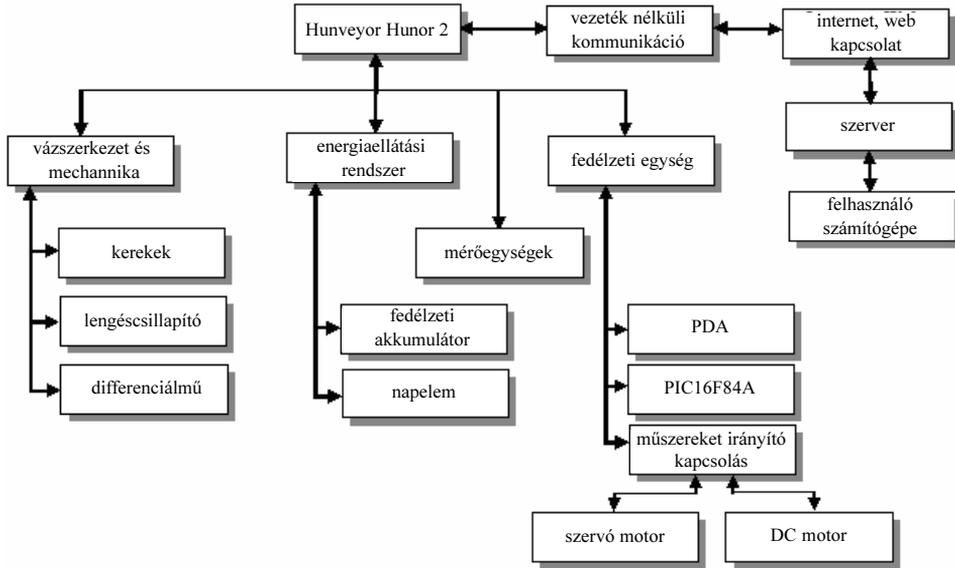 Hunveyor Hunor 2
vezeték nélküli
kommunikáció
internet, web
kapcsolat
szerver
felhasználó
számítógépe
vázszerkezet és
mechannika
kerekek
lengéscsillapító
differenciálmű
energiaellátási
rendszer
fedélzeti
akkumulátor
napelem
mérőegységek
fedélzeti egység
PDA
PIC16F84A
műszereket irányító
kapcsolás
szervó motor
DC motor